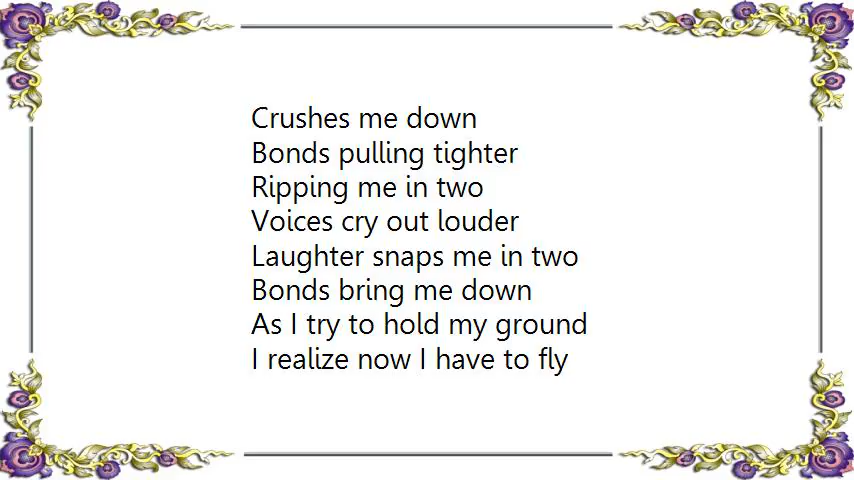 Crushes me down
Bonds pulling tighter
Ripping me in two
Voices cry out louder
Laughter snaps me in two
Bonds bring me down
As I try to hold my ground
I realize now I have to fly